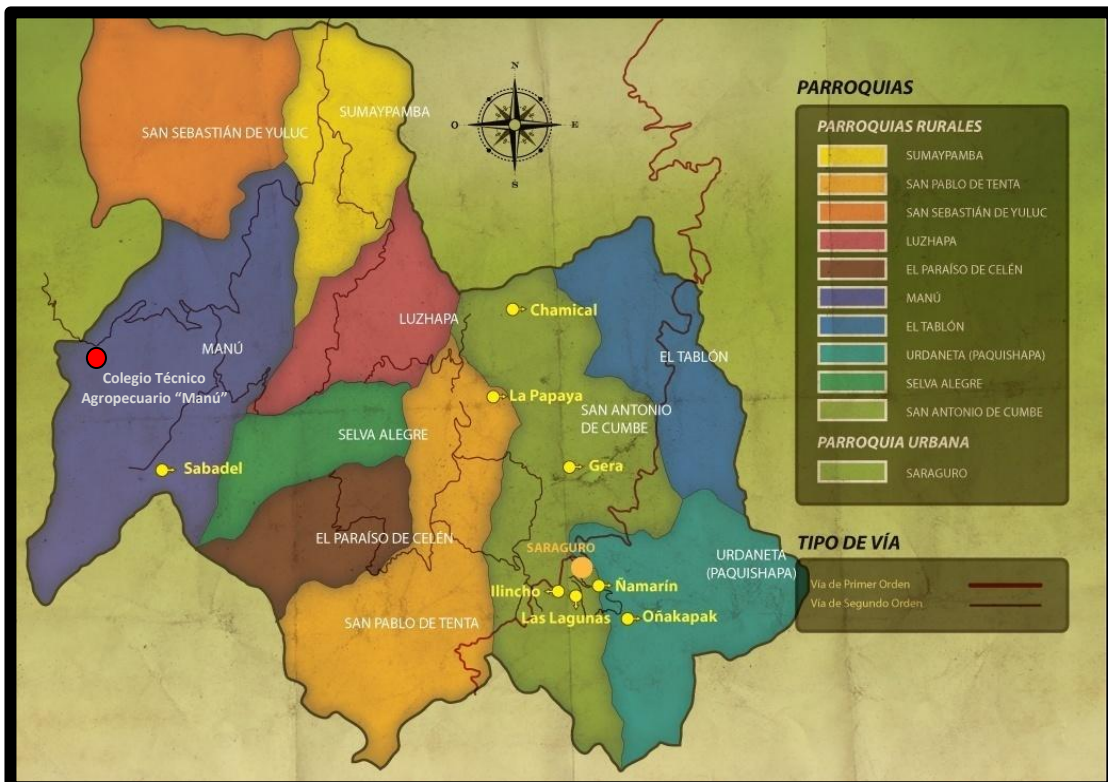 SAN SEBASTIÁN DE YULUC
SUMAYPAMBA
N
O
E
S
MANÚ
Colegio Técnico
Agropecuario "Manú"
Sabadel
LUZHAPA
SELVA ALEGRE
EL PARAÍSO DE CELÉN
SAN PABLO DE TENTA
Chamical
La Papaya
SAN ANTONIO
DE CUMBE
Gera
EL TABLÓN
SARAGURO
Ilincho
Las Lagunas
Ñamarín
Oñakapak
URDANETA
(PAQUISHAPA)
PARROQUIAS
PARROQUIAS RURALES
SUMAYPAMBA
SAN PABLO DE TENTA
SAN SEBASTIÁN DE YULUC
LUZHAPA
EL PARAÍSO DE CELÉN
MANÚ
EL TABLÓN
URDANETA (PAQUISHAPA)
SELVA ALEGRE
SAN ANTONIO DE CUMBE
PARROQUIA URBANA
SARAGURO
TIPO DE VÍA
Vía de Primer Orden
Vía de Segundo Orden